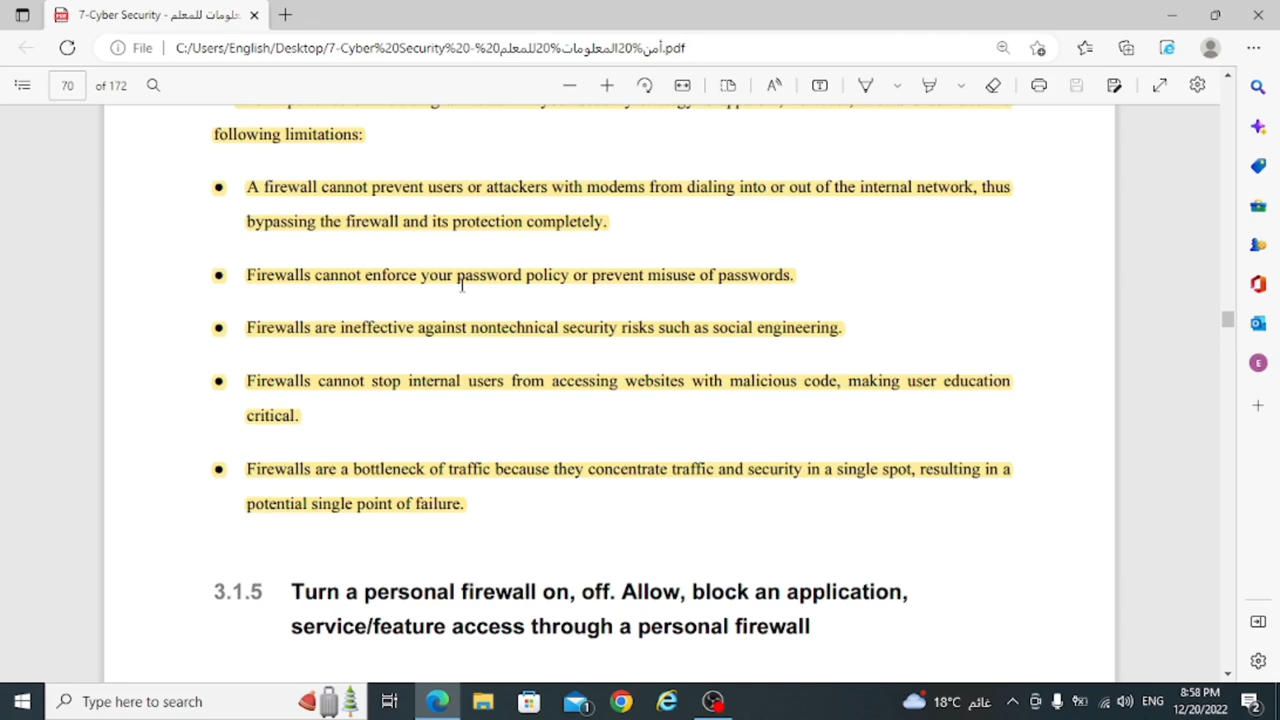 7-Cyber Security - علومات للمعلم
File
C:/Users/English/Desktop/7-Cyber%20Security%20-%20أمن%20المعلومات%20للمعلم.pdf
70 of 172
following limitations:
• A firewall cannot prevent users or attackers with modems from dialing into or out of the internal network, thus
bypassing the firewall and its protection completely.
• Firewalls cannot enforce your password policy or prevent misuse of passwords.
• Firewalls are ineffective against nontechnical security risks such as social engineering.
• Firewalls cannot stop internal users from accessing websites with malicious code, making user education
critical.
• Firewalls are a bottleneck of traffic because they concentrate traffic and security in a single spot, resulting in a
potential single point of failure.
3.1.5 Turn a personal firewall on, off. Allow, block an application,
service/feature access through a personal firewall
Type here to search
1
18°C غائم
ENG
8:58 PM
12/20/2022
2
E